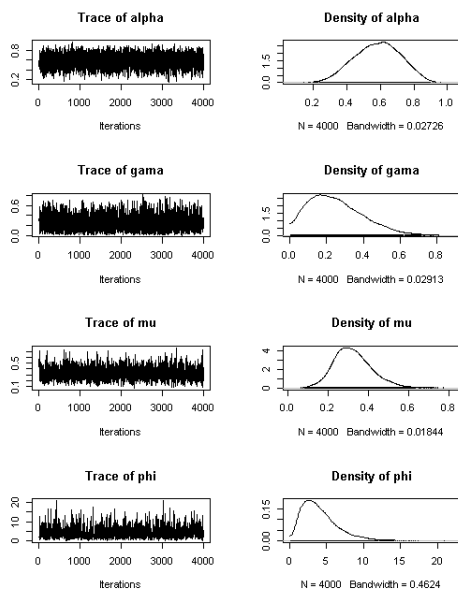 Trace of alpha
0.2 0.8
0 1000 2000 3000 4000
Iterations
Density of alpha
0.0 1.5
0.2 0.4 0.6 0.8 1.0
N = 4000 Bandwidth = 0.02726
Trace of gama
0.0 0.6
0 1000 2000 3000 4000
Iterations
Density of gama
0.0 1.5
0.0 0.2 0.4 0.6 0.8
N = 4000 Bandwidth = 0.02913
Trace of mu
0.1 0.5
0 1000 2000 3000 4000
Iterations
Density of mu
0 2 4
0.0 0.2 0.4 0.6 0.8
N = 4000 Bandwidth = 0.01844
Trace of phi
0 10 20
0 1000 2000 3000 4000
Iterations
Density of phi
0.00 0.15
0 5 10 15 20
N = 4000 Bandwidth = 0.4624